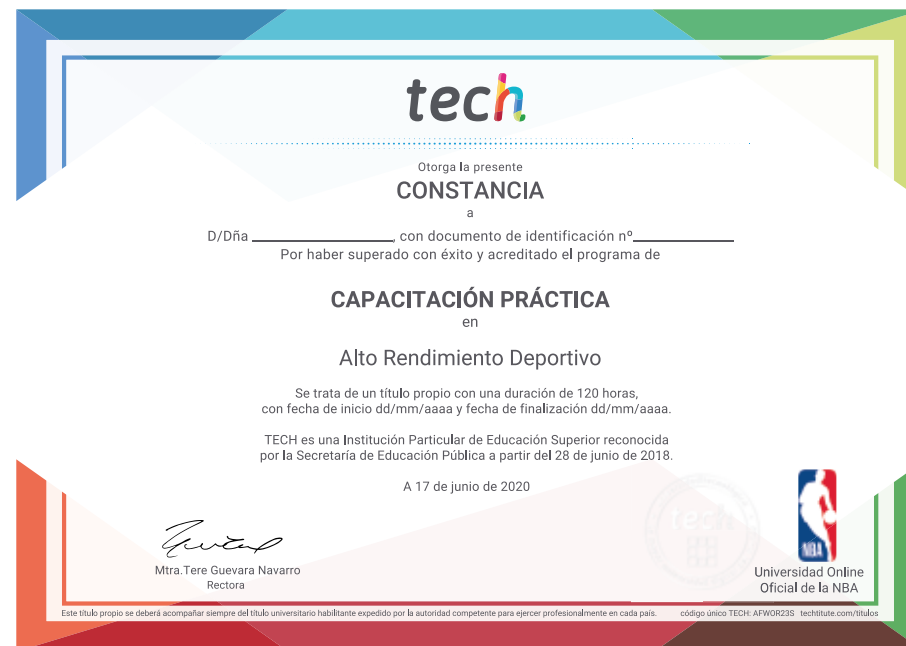 tech
Otorga la presente
CONSTANCIA
a
D/Dña ____________________, con documento de identificación nº______________
Por haber superado con éxito y acreditado el programa de
CAPACITACIÓN PRÁCTICA
en
Alto Rendimiento Deportivo
Se trata de un título propio con una duración de 120 horas,
con fecha de inicio dd/mm/aaaa y fecha de finalización dd/mm/aaaa.
TECH es una Institución Particular de Educación Superior reconocida
por la Secretaría de Educación Pública a partir del 28 de junio de 2018.
A 17 de junio de 2020
tech
NBA
Mtra.Tere Guevara Navarro
Rectora
Universidad Online
Oficial de la NBA
Este título propio se deberá acompañar siempre del título universitario habilitante expedido por la autoridad competente para ejercer profesionalmente en cada país. código único TECH: AFWOR23S techtitute.com/titulos